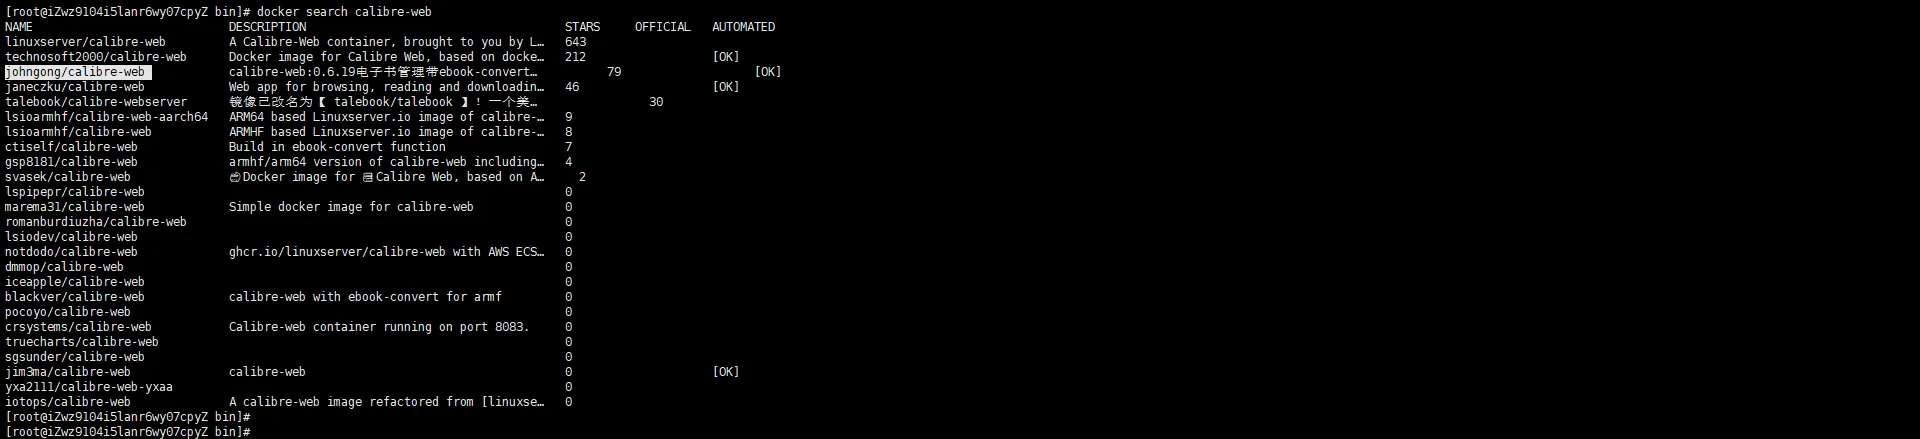 [root@iZwz9104i5lanr6wy07cpyZ bin]# docker search calibre-web
NAME DESCRIPTION STARS OFFICIAL AUTOMATED
linuxserver/calibre-web A Calibre-Web container, brought to you by L… 643
technosoft2000/calibre-web Docker image for Calibre Web, based on docke… 212 [OK]
johngong/calibre-web calibre-web:0.6.19电子书管理带ebook-convert… 79 [OK]
janeczku/calibre-web Web app for browsing, reading and downloadin… 46 [OK]
talebook/calibre-webserver 镜像已改名为【 talebook/talebook 】! 一个美… 30
lsioarmhf/calibre-web-aarch64 ARM64 based Linuxserver.io image of calibre-… 9
lsioarmhf/calibre-web ARMHF based Linuxserver.io image of calibre-… 8
ctiself/calibre-web Build in ebook-convert function 7
gsp8181/calibre-web armhf/arm64 version of calibre-web including… 4
svasek/calibre-web Docker image for Calibre Web, based on A… 2
lspipepr/calibre-web 0
marema31/calibre-web Simple docker image for calibre-web 0
romanburdiuzha/calibre-web 0
lsiodev/calibre-web 0
notdodo/calibre-web ghcr.io/linuxserver/calibre-web with AWS ECS… 0
dmmop/calibre-web 0
iceapple/calibre-web 0
blackver/calibre-web calibre-web with ebook-convert for armf 0
pocoyo/calibre-web 0
crsystems/calibre-web Calibre-web container running on port 8083. 0
truecharts/calibre-web 0
sgsunder/calibre-web 0
jim3ma/calibre-web calibre-web 0 [OK]
yxa2111/calibre-web-yxaa 0
iotops/calibre-web A calibre-web image refactored from [linuxse… 0
[root@iZwz9104i5lanr6wy07cpyZ bin]#
[root@iZwz9104i5lanr6wy07cpyZ bin]#